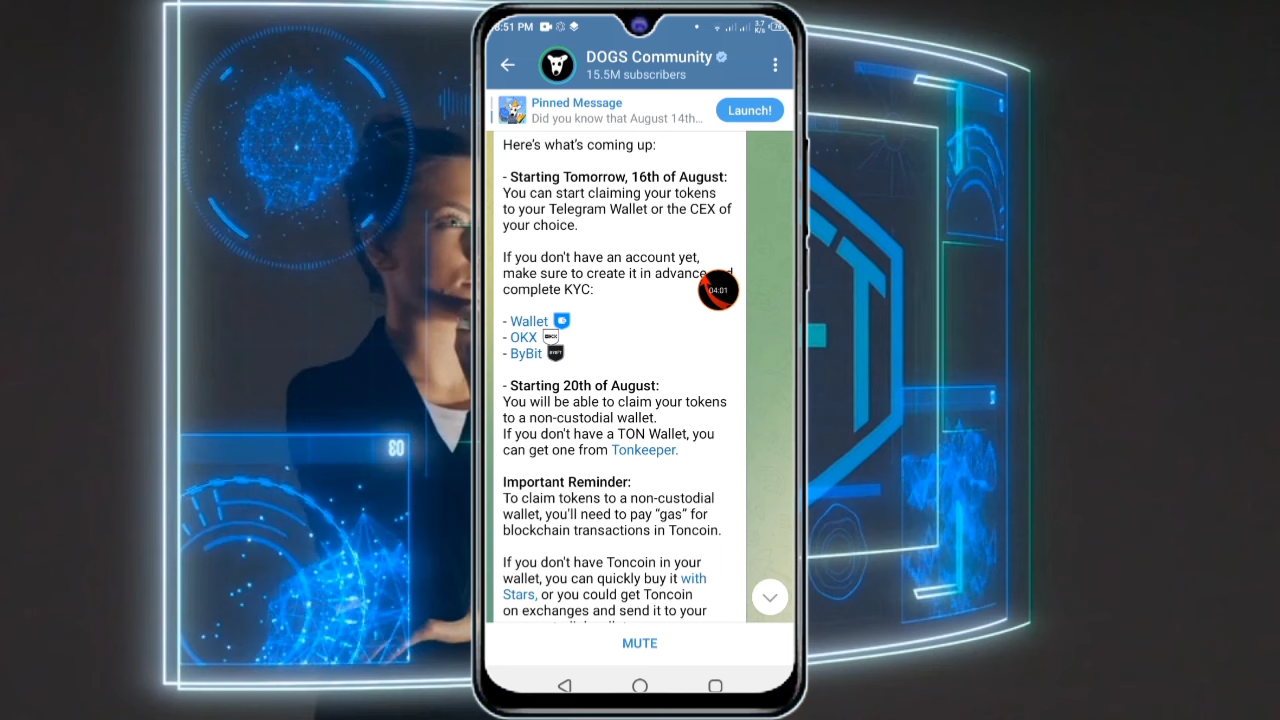 8:51 PM
3.7
K/s
76
DOGS Community
15.5M subscribers
Pinned Message
Did you know that August 14th...
Launch!
Here's what's coming up:
- Starting Tomorrow, 16th of August:
You can start claiming your tokens
to your Telegram Wallet or the CEX of
your choice.
If you don't have an account yet,
make sure to create it in advance
04:01
complete KYC:
- Wallet
- OKX
- ByBit
- Starting 20th of August:
You will be able to claim your tokens
to a non-custodial wallet.
If you don't have a TON Wallet, you
can get one from Tonkeeper.
Important Reminder:
To claim tokens to a non-custodial
wallet, you'll need to pay “gas” for
blockchain transactions in Toncoin.
If you don't have Toncoin in your
wallet, you can quickly buy it with
Stars, or you could get Toncoin
on exchanges and send it to your
MUTE
03